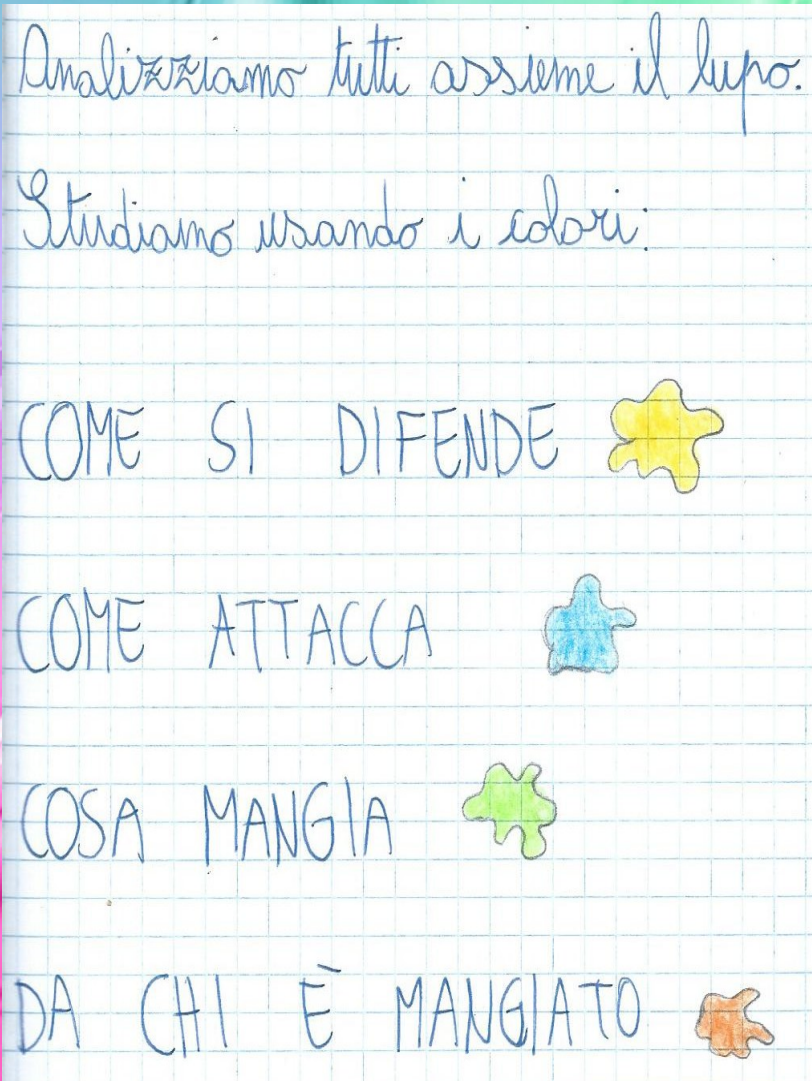 Analizziamo tutti assieme il lupo.
Studiamo usando i colori:
COME SI DIFENDE
COME ATTACCA
COSA MANGIA
DA CHI È MANGIATO